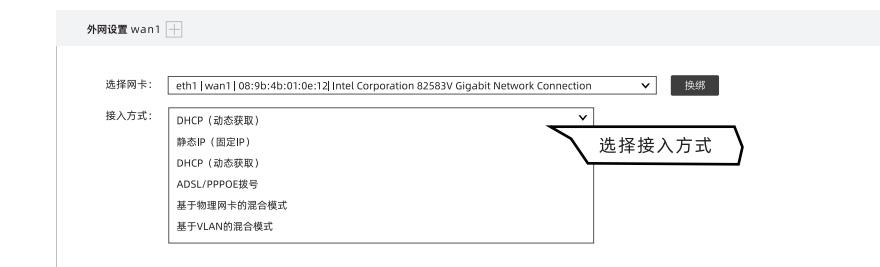 外网设置 wan1
选择网卡： eth1 | wan1 | 08:9b:4b:01:0e:12| Intel Corporation 82583V Gigabit Network Connection 换绑
接入方式： DHCP（动态获取）
静态IP（固定IP）
选择接入方式
DHCP（动态获取）
ADSL/PPPOE拨号
基于物理网卡的混合模式
基于VLAN的混合模式